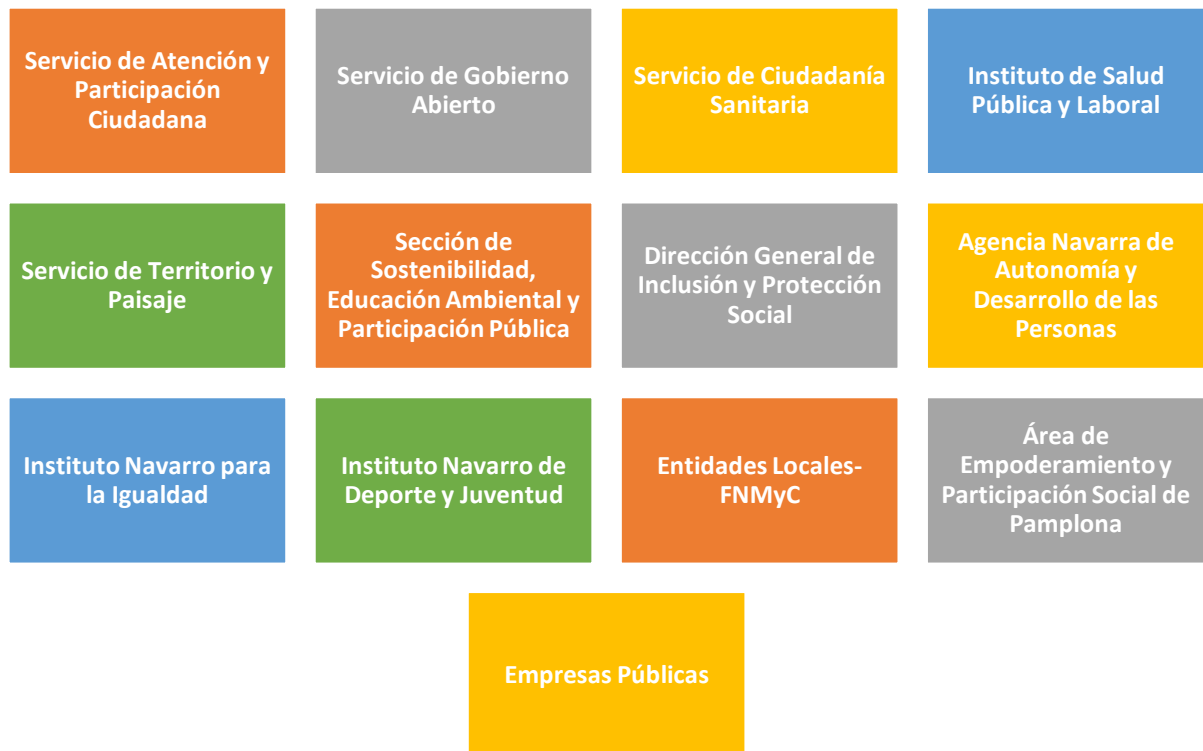 Servicio de Atención y
Participación
Ciudadana
Servicio de Gobierno
Abierto
Servicio de Ciudadanía
Sanitaria
Instituto de Salud
Pública y Laboral
Servicio de Territorio y
Paisaje
Sección de
Sostenibilidad,
Educación Ambiental y
Participación Pública
Dirección General de
Inclusión y Protección
Social
Agencia Navarra de
Autonomía y
Desarrollo de las
Personas
Instituto Navarro para
la Igualdad
Instituto Navarro de
Deporte y Juventud
Entidades Locales-
FNMyC
Área de
Empoderamiento y
Participación Social de
Pamplona
Empresas Públicas